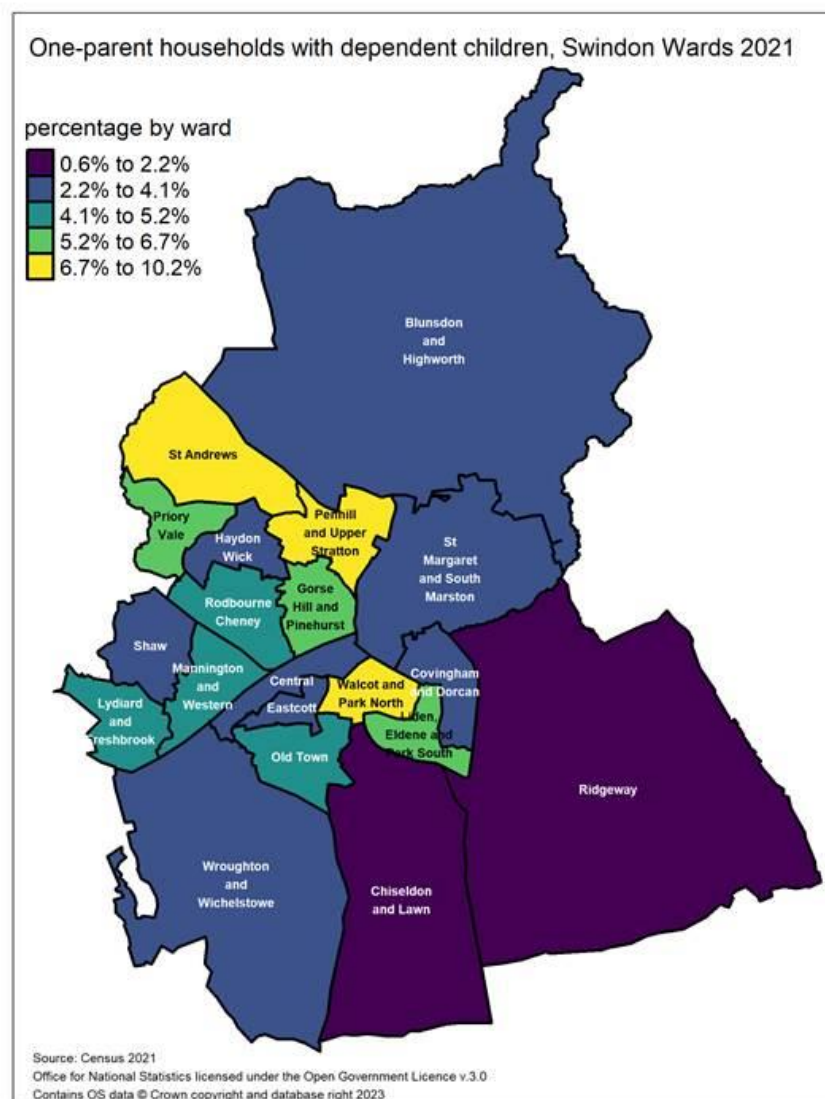 One-parent households with dependent children, Swindon Wards 2021
percentage by ward
0.6% to 2.2%
2.2% to 4.1%
4.1% to 5.2%
5.2% to 6.7%
6.7% to 10.2%
Blunsdon
and
Highworth
St Andrews
Priory
Vale
Haydon
Wick
Penhill
and Upper
Stratton
St
Margaret
and South
Marston
Rodbourne
Cheney
Gorse
Hill and
Pinehurst
Shaw
Mannington
and
Western
Lydiard
and
Freshbrook
Central
Eastcott
Walcot and
Park North
Covingham
and Dorcan
Liden,
Eldene and
Park South
Old Town
Ridgeway
Wroughton
and
Wichelstowe
Chiseldon
and Lawn
Source: Census 2021
Office for National Statistics licensed under the Open Government Licence v.3.0
Contains OS data © Crown copyright and database right 2023